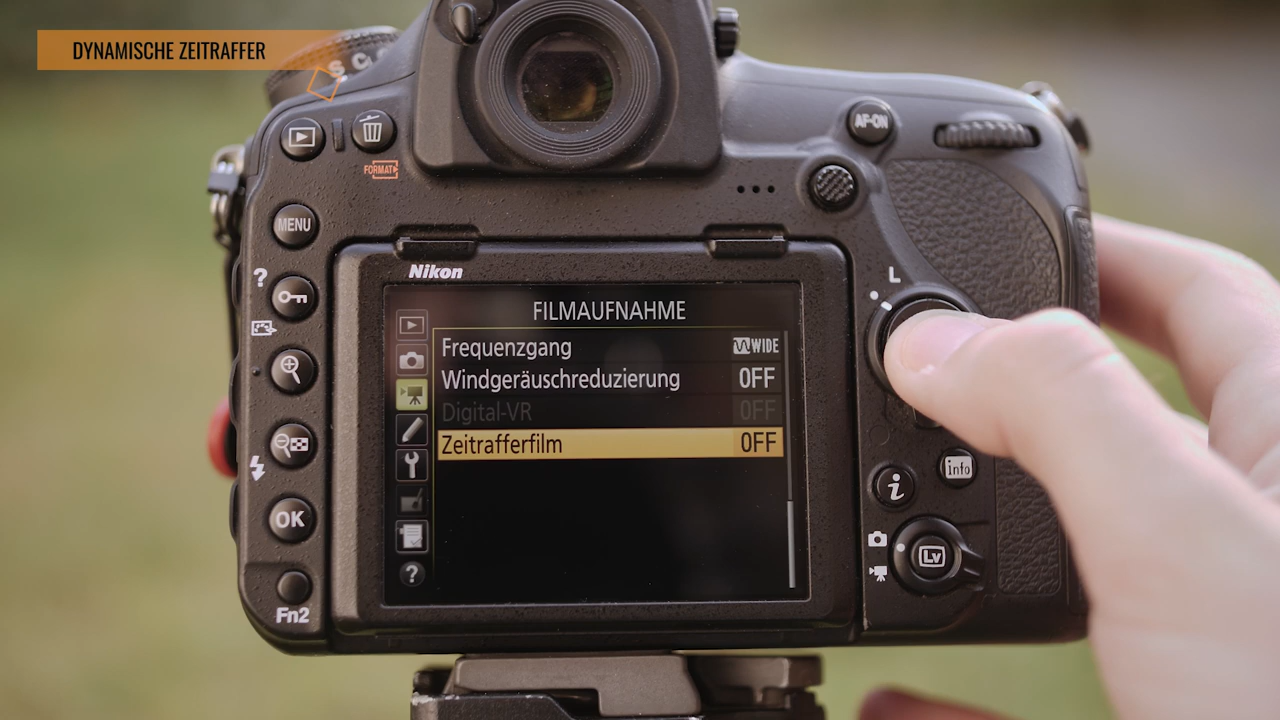 DYNAMISCHE ZEITRAFFER
S C
FORMAT
AF-ON
MENU
?
L
Nikon
FILMAUFNAHME
Frequenzgang WIDE
Windgeräuschreduzierung OFF
Digital-VR OFF
Zeitrafferfilm OFF
?
info
i
OK
Lv
Fn2